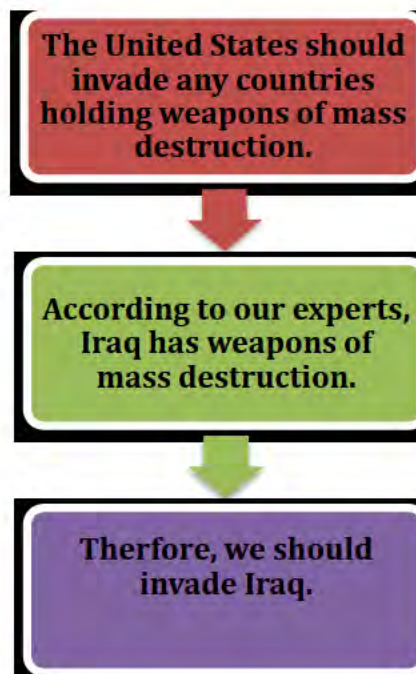 The United States should
invade any countries
holding weapons of mass
destruction.
According to our experts,
Iraq has weapons of
mass destruction.
Therfore, we should
invade Iraq.